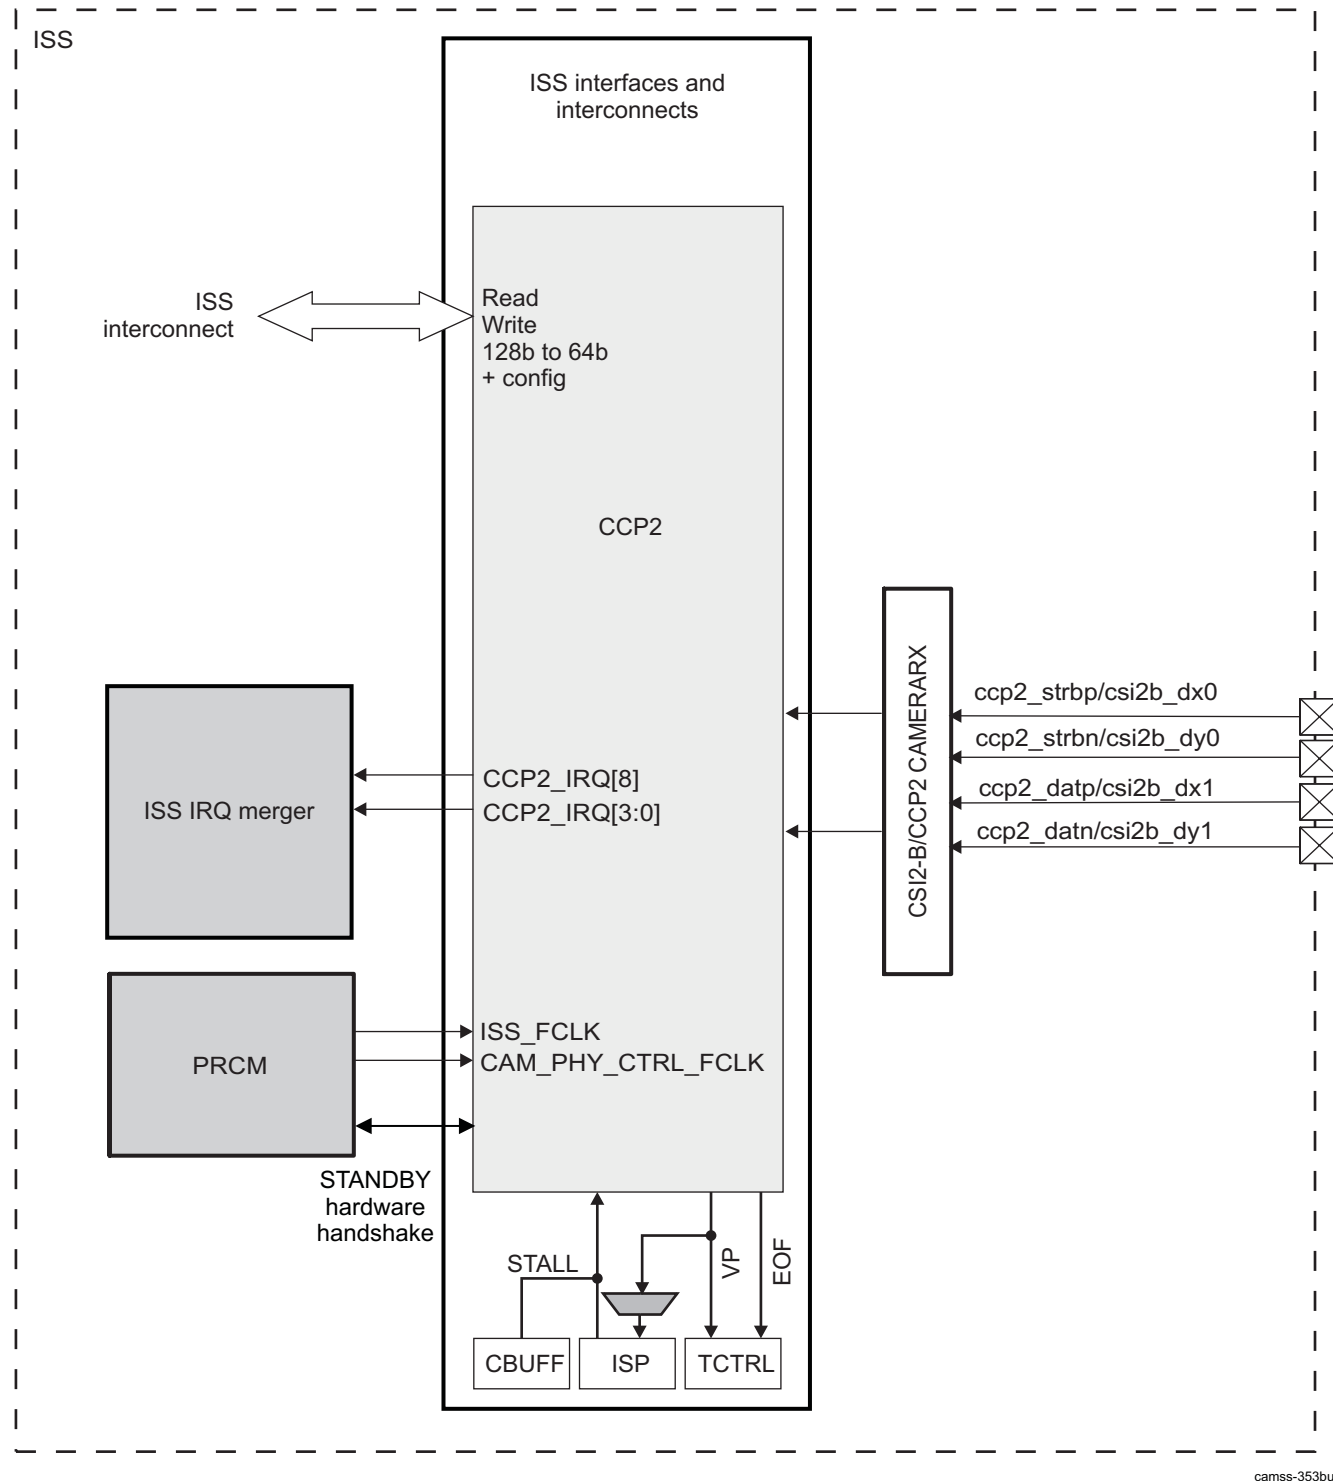 ISS
ISS interfaces and
interconnects
ISS
interconnect
Read
Write
128b to 64b
+ config
CCP2
CSI2-B/CCP2 CAMERARX
ccp2_strbp/csi2b_dx0
ccp2_strbn/csi2b_dy0
ccp2_datp/csi2b_dx1
ccp2_datn/csi2b_dy1
ISS IRQ merger
CCP2_IRQ[8]
CCP2_IRQ[3:0]
PRCM
ISS_FCLK
CAM_PHY_CTRL_FCLK
STANDBY
hardware
handshake
STALL
VP
EOF
CBUFF
ISP
TCTRL
camss-353bu